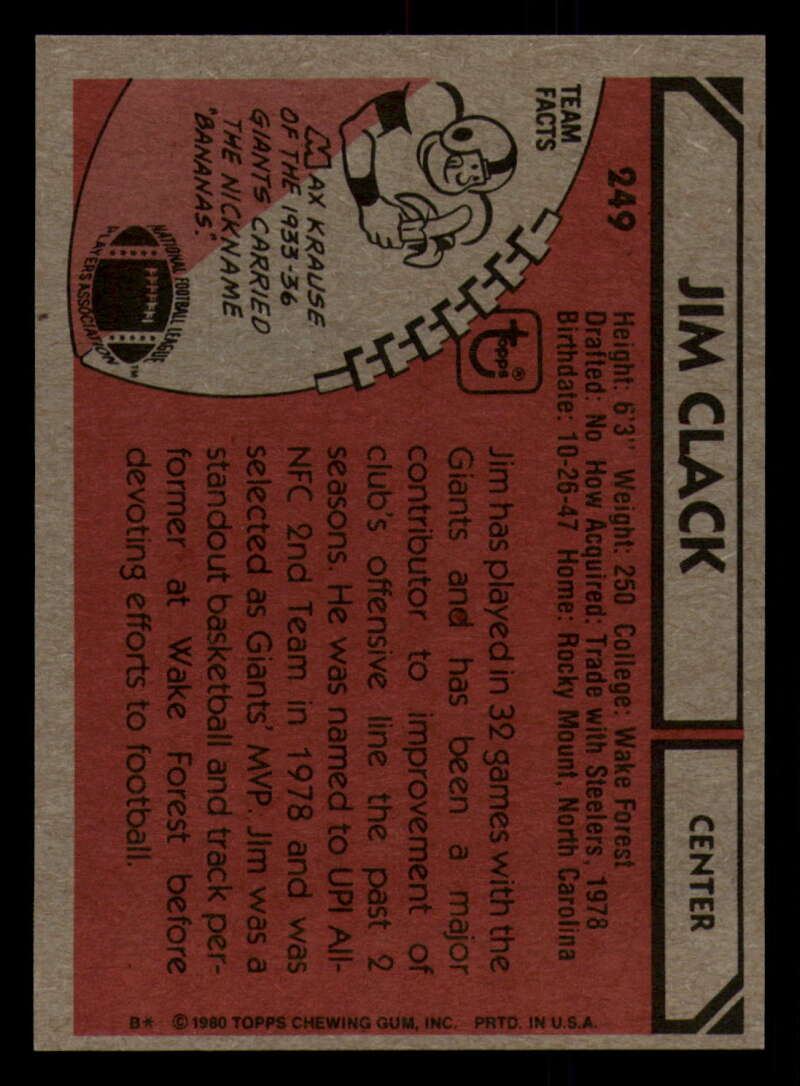 JIM CLACK
CENTER
249
Height: 6'3" Weight: 250 College: Wake Forest
Drafted: No How Acquired: Trade with Steelers, 1978
Birthdate: 10-26-47 Home: Rocky Mount, North Carolina
TEAM
FACTS
MAX KRAUSE
OF THE 1933-36
GIANTS CARRIED
THE NICKNAME
"BANANAS."
NATIONAL FOOTBALL LEAGUE
PLAYERS ASSOCIATION
TM
topps®
Jim has played in 32 games with the
Giants and has been a major
contributor to improvement of
club's offensive line the past 2
seasons. He was named to UPI All-
NFC 2nd Team in 1978 and was
selected as Giants' MVP. JIm was a
standout basketball and track per-
former at Wake Forest before
devoting efforts to football.
B* © 1980 TOPPS CHEWING GUM, INC. PRTD. IN U.S.A.